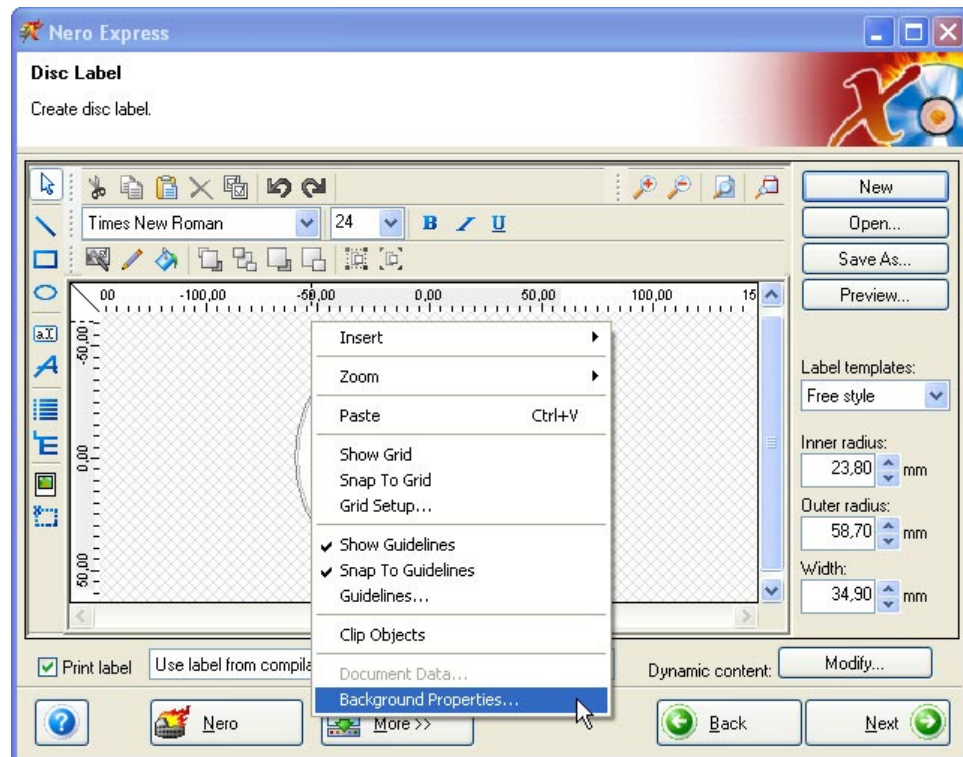 Nero Express
Disc Label
Create disc label.
New
Times New Roman
24
B I U
Open...
Save As...
00 -100,00 -50,00 0,00 50,00 100,00 15
Preview...
-50,00
0,00
50,00
Insert
Zoom
Paste Ctrl+V
Show Grid
Snap To Grid
Grid Setup...
Show Guidelines
Snap To Guidelines
Guidelines...
Clip Objects
Document Data...
Background Properties...
Label templates:
Free style
Inner radius:
23,80 mm
Outer radius:
58,70 mm
Width:
34,90 mm
Print label
Use label from compila
Dynamic content:
Modify...
Nero
More >>
Back
Next